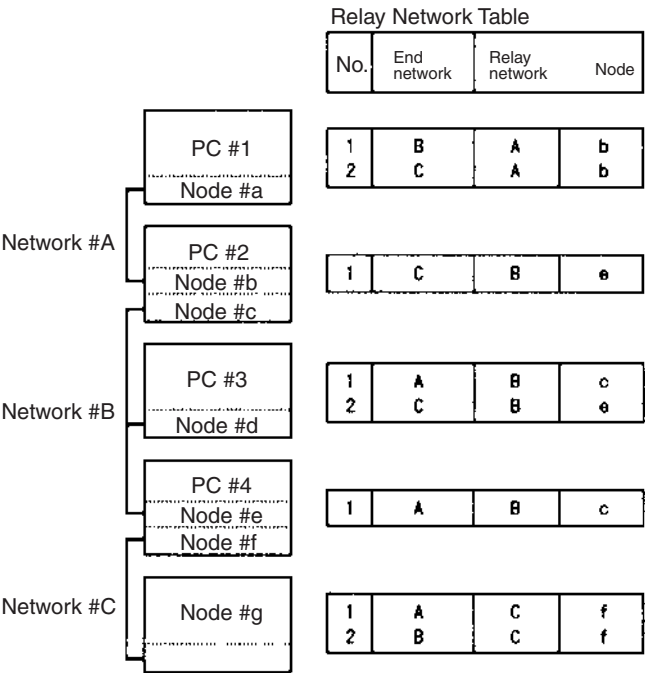 Relay Network Table
No. End network Relay network Node
PC #1
Node #a
1 B A b
2 C A b
Network #A
PC #2
Node #b
Node #c
1 C B e
PC #3
Node #d
1 A B c
2 C B e
Network #B
PC #4
Node #e
Node #f
1 A B c
Network #C
Node #g
1 A C f
2 B C f